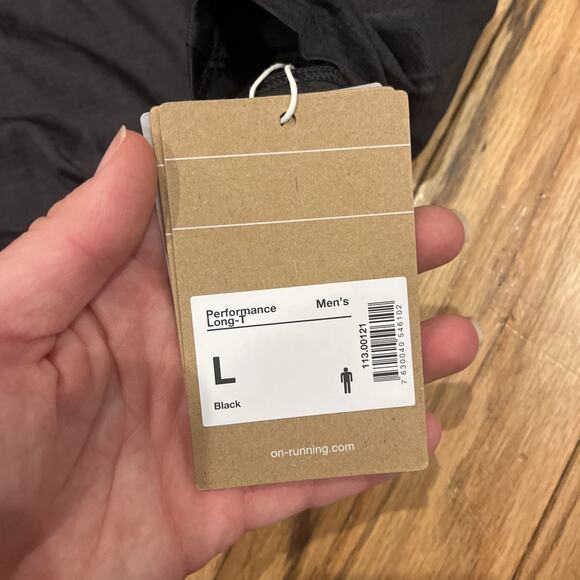 Performance
Long-T
Men's
L
Black
113.00121
7 630040 546102
on-running.com